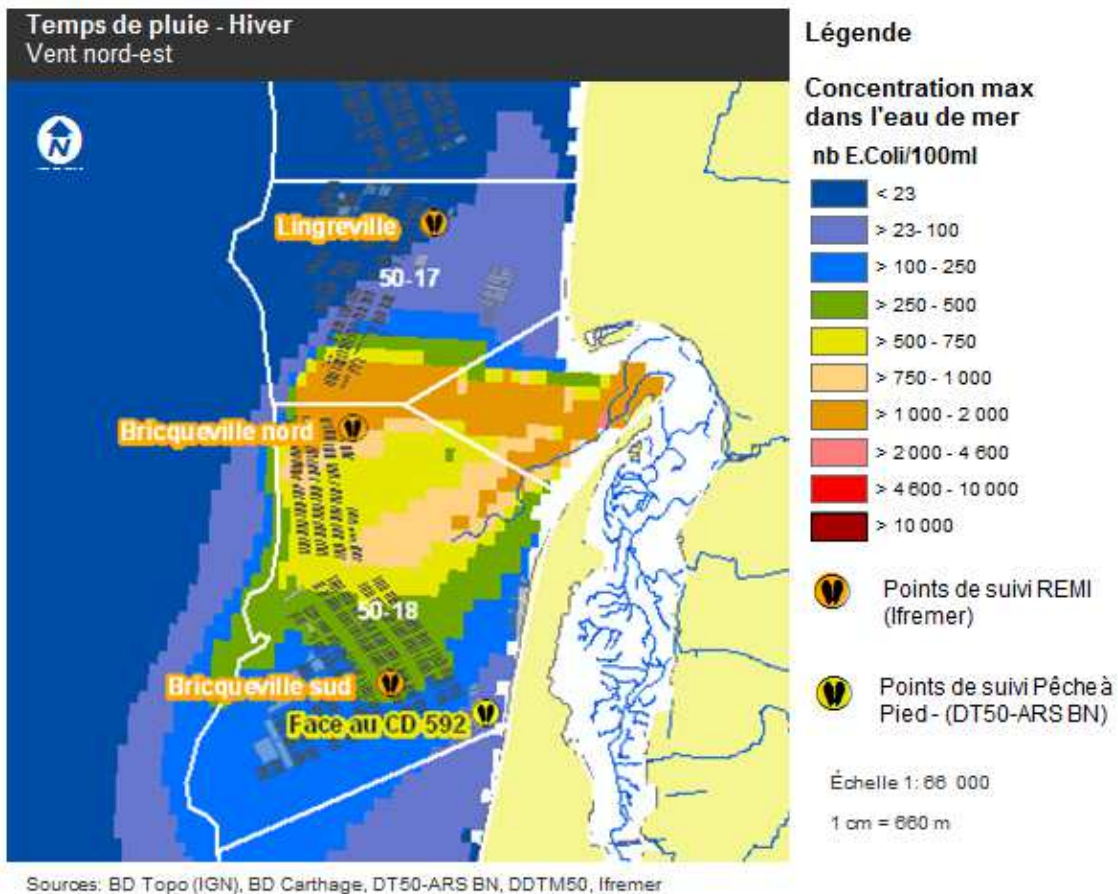 Temps de pluie - Hiver
Vent nord-est
N
Lingreville
50-17
Bricqueville nord
50-18
Bricqueville sud
Face au CD 592
Légende
Concentration max
dans l'eau de mer
nb E.Coli/100ml
< 23
> 23- 100
> 100 - 250
> 250 - 500
> 500 - 750
> 750 - 1 000
> 1 000 - 2 000
> 2 000 - 4 600
> 4 600 - 10 000
> 10 000
Points de suivi REMI
(Ifremer)
Points de suivi Pêche à
Pied - (DT50-ARS BN)
Échelle 1: 66 000
1 cm = 660 m
Sources: BD Topo (IGN), BD Carthage, DT50-ARS BN, DDTM50, Ifremer